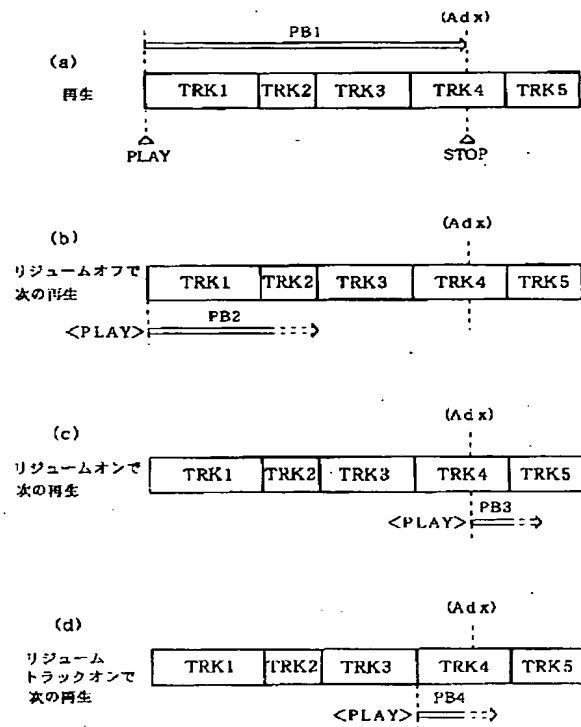 (Adx)
PB1
(a)
再生
TRK1 TRK2 TRK3 TRK4 TRK5
PLAY STOP
(Adx)
(b)
リジュームオフで
次の再生
TRK1 TRK2 TRK3 TRK4 TRK5
<PLAY> PB2
(Adx)
(c)
リジュームオンで
次の再生
TRK1 TRK2 TRK3 TRK4 TRK5
<PLAY> PB3
(Adx)
(d)
リジューム
トラックオンで
次の再生
TRK1 TRK2 TRK3 TRK4 TRK5
<PLAY> PB4